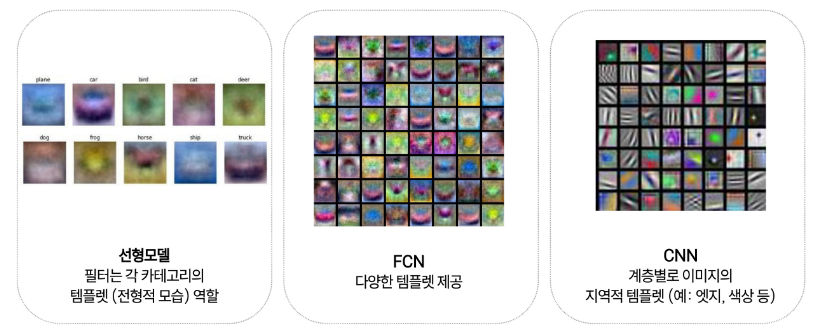 plane car bird cat deer
dog frog horse ship truck
선형모델
필터는 각 카테고리의
템플렛 (전형적 모습) 역할
FCN
다양한 템플렛 제공
CNN
계층별로 이미지의
지역적 템플렛 (예: 엣지, 색상 등)